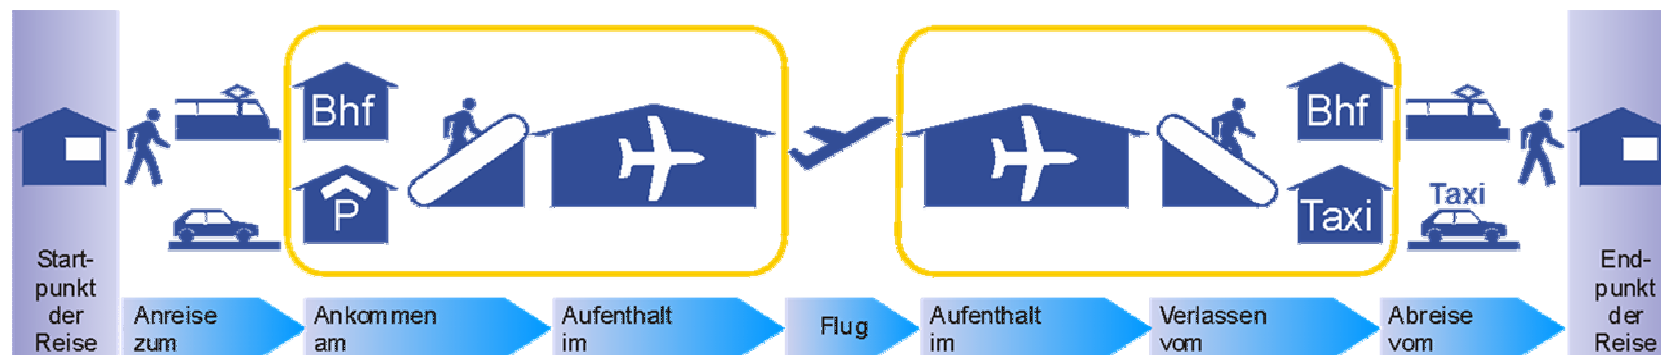 Bhf
P
Bhf
Taxi
Taxi
Start-
punkt
der
Reise
Anreise
zum
Ankommen
am
Aufenthalt
im
Flug
Aufenthalt
im
Verlassen
vom
Abreise
vom
End-
punkt
der
Reise